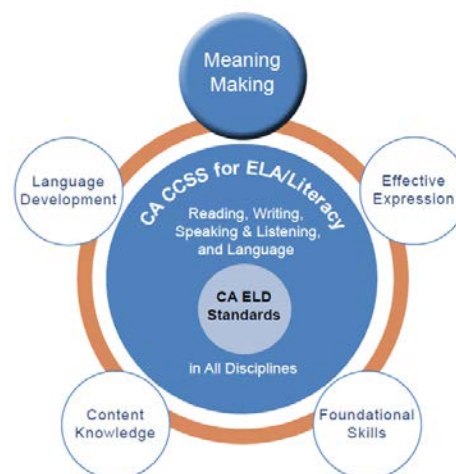 Meaning
Making
Language
Development
Effective
Expression
CA CCSS for ELA/Literacy
Reading, Writing,
Speaking & Listening,
and Language
CA ELD
Standards
in All Disciplines
Content
Knowledge
Foundational
Skills